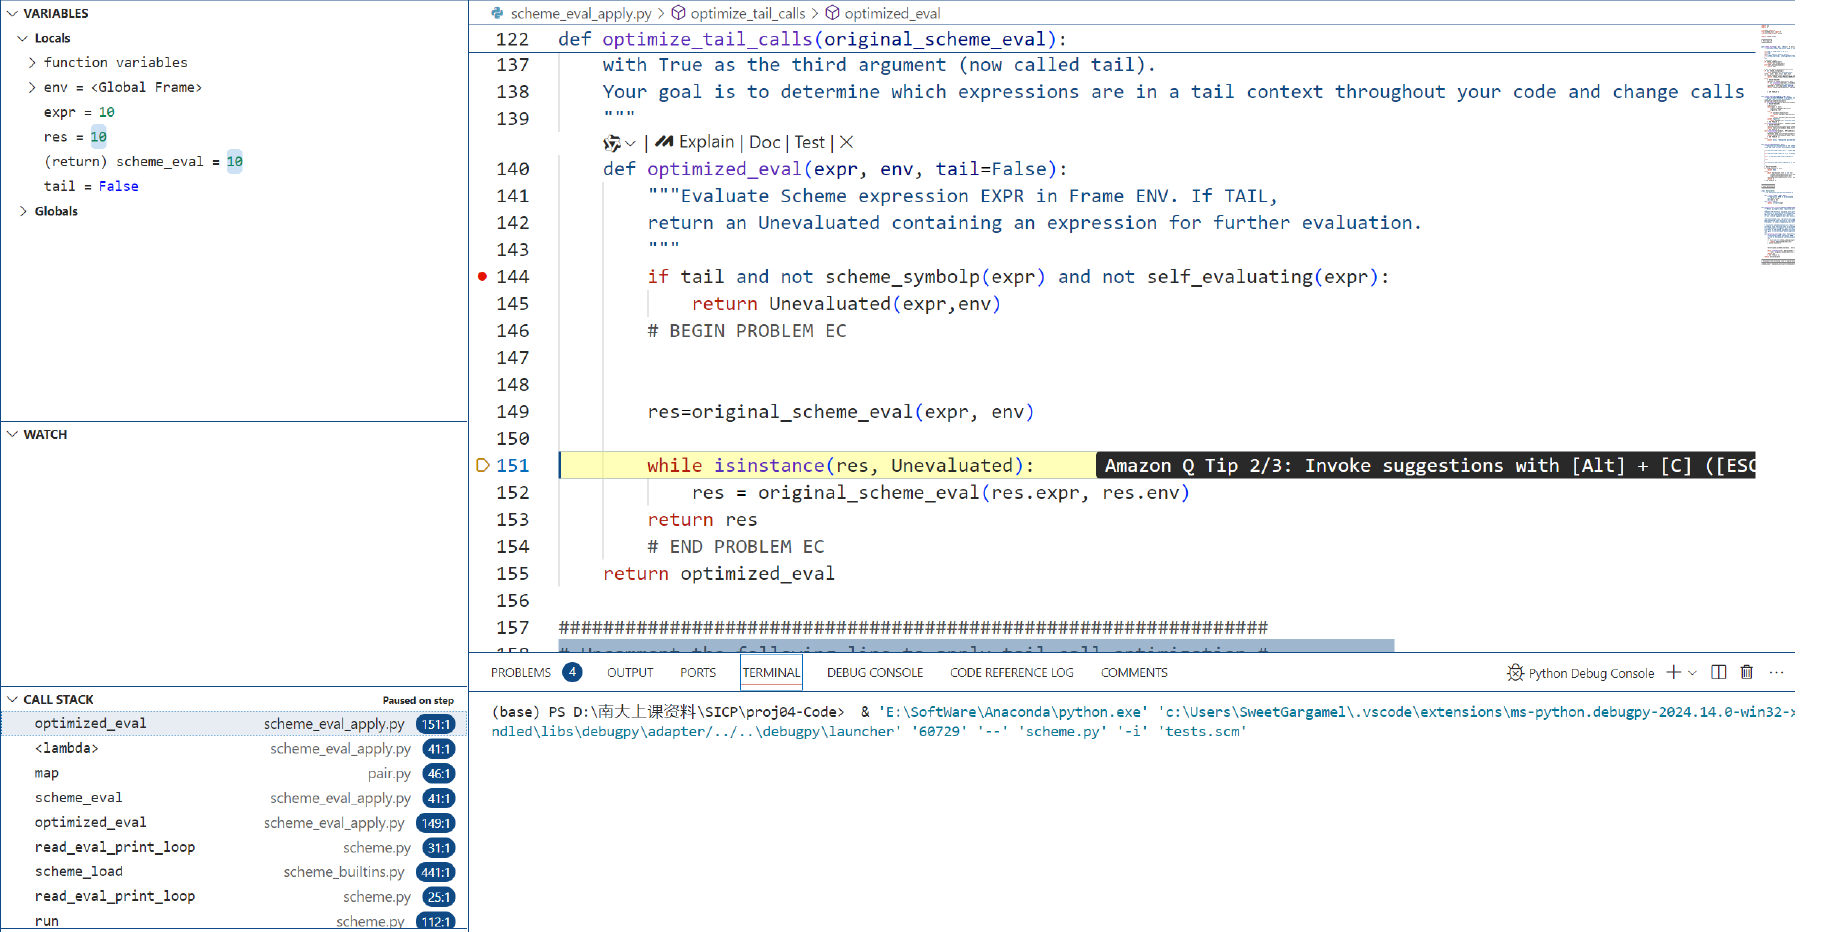 VARIABLES
Locals
function variables
env = <Global Frame>
expr = 10
res = 10
(return) scheme_eval = 10
tail = False
Globals
WATCH
CALL STACK
Paused on step
optimized_eval scheme_eval_apply.py 151:1
<lambda> scheme_eval_apply.py 41:1
map pair.py 46:1
scheme_eval scheme_eval_apply.py 41:1
optimized_eval scheme_eval_apply.py 149:1
read_eval_print_loop scheme.py 31:1
scheme_load scheme_builtins.py 441:1
read_eval_print_loop scheme.py 25:1
run scheme.py 112:1
scheme_eval_apply.py > optimize_tail_calls > optimized_eval
122 def optimize_tail_calls(original_scheme_eval):
137 with True as the third argument (now called tail).
138 Your goal is to determine which expressions are in a tail context throughout your code and change calls
139 """
| Explain | Doc | Test | X
140 def optimized_eval(expr, env, tail=False):
141 """Evaluate Scheme expression EXPR in Frame ENV. If TAIL,
142 return an Unevaluated containing an expression for further evaluation.
143 """
144 if tail and not scheme_symbolp(expr) and not self_evaluating(expr):
145 return Unevaluated(expr,env)
146 # BEGIN PROBLEM EC
147
148
149 res=original_scheme_eval(expr, env)
150
151 while isinstance(res, Unevaluated): Amazon Q Tip 2/3: Invoke suggestions with [Alt] + [C] ([ESC
152 res = original_scheme_eval(res.expr, res.env)
153 return res
154 # END PROBLEM EC
155 return optimized_eval
156
157 ################################################################
158 # Uncomment the following line to apply tail call optimization #
PROBLEMS 4 OUTPUT PORTS TERMINAL DEBUG CONSOLE CODE REFERENCE LOG COMMENTS Python Debug Console
(base) PS D:\南大上课资料\SICP\proj04-Code> & 'E:\SoftWare\Anaconda\python.exe' 'c:\Users\SweetGargamel\.vscode\extensions\ms-python.debugpy-2024.14.0-win32-x
ndled\libs\debugpy\adapter/../..\debugpy\launcher' '60729' '--' 'scheme.py' '-i' 'tests.scm'